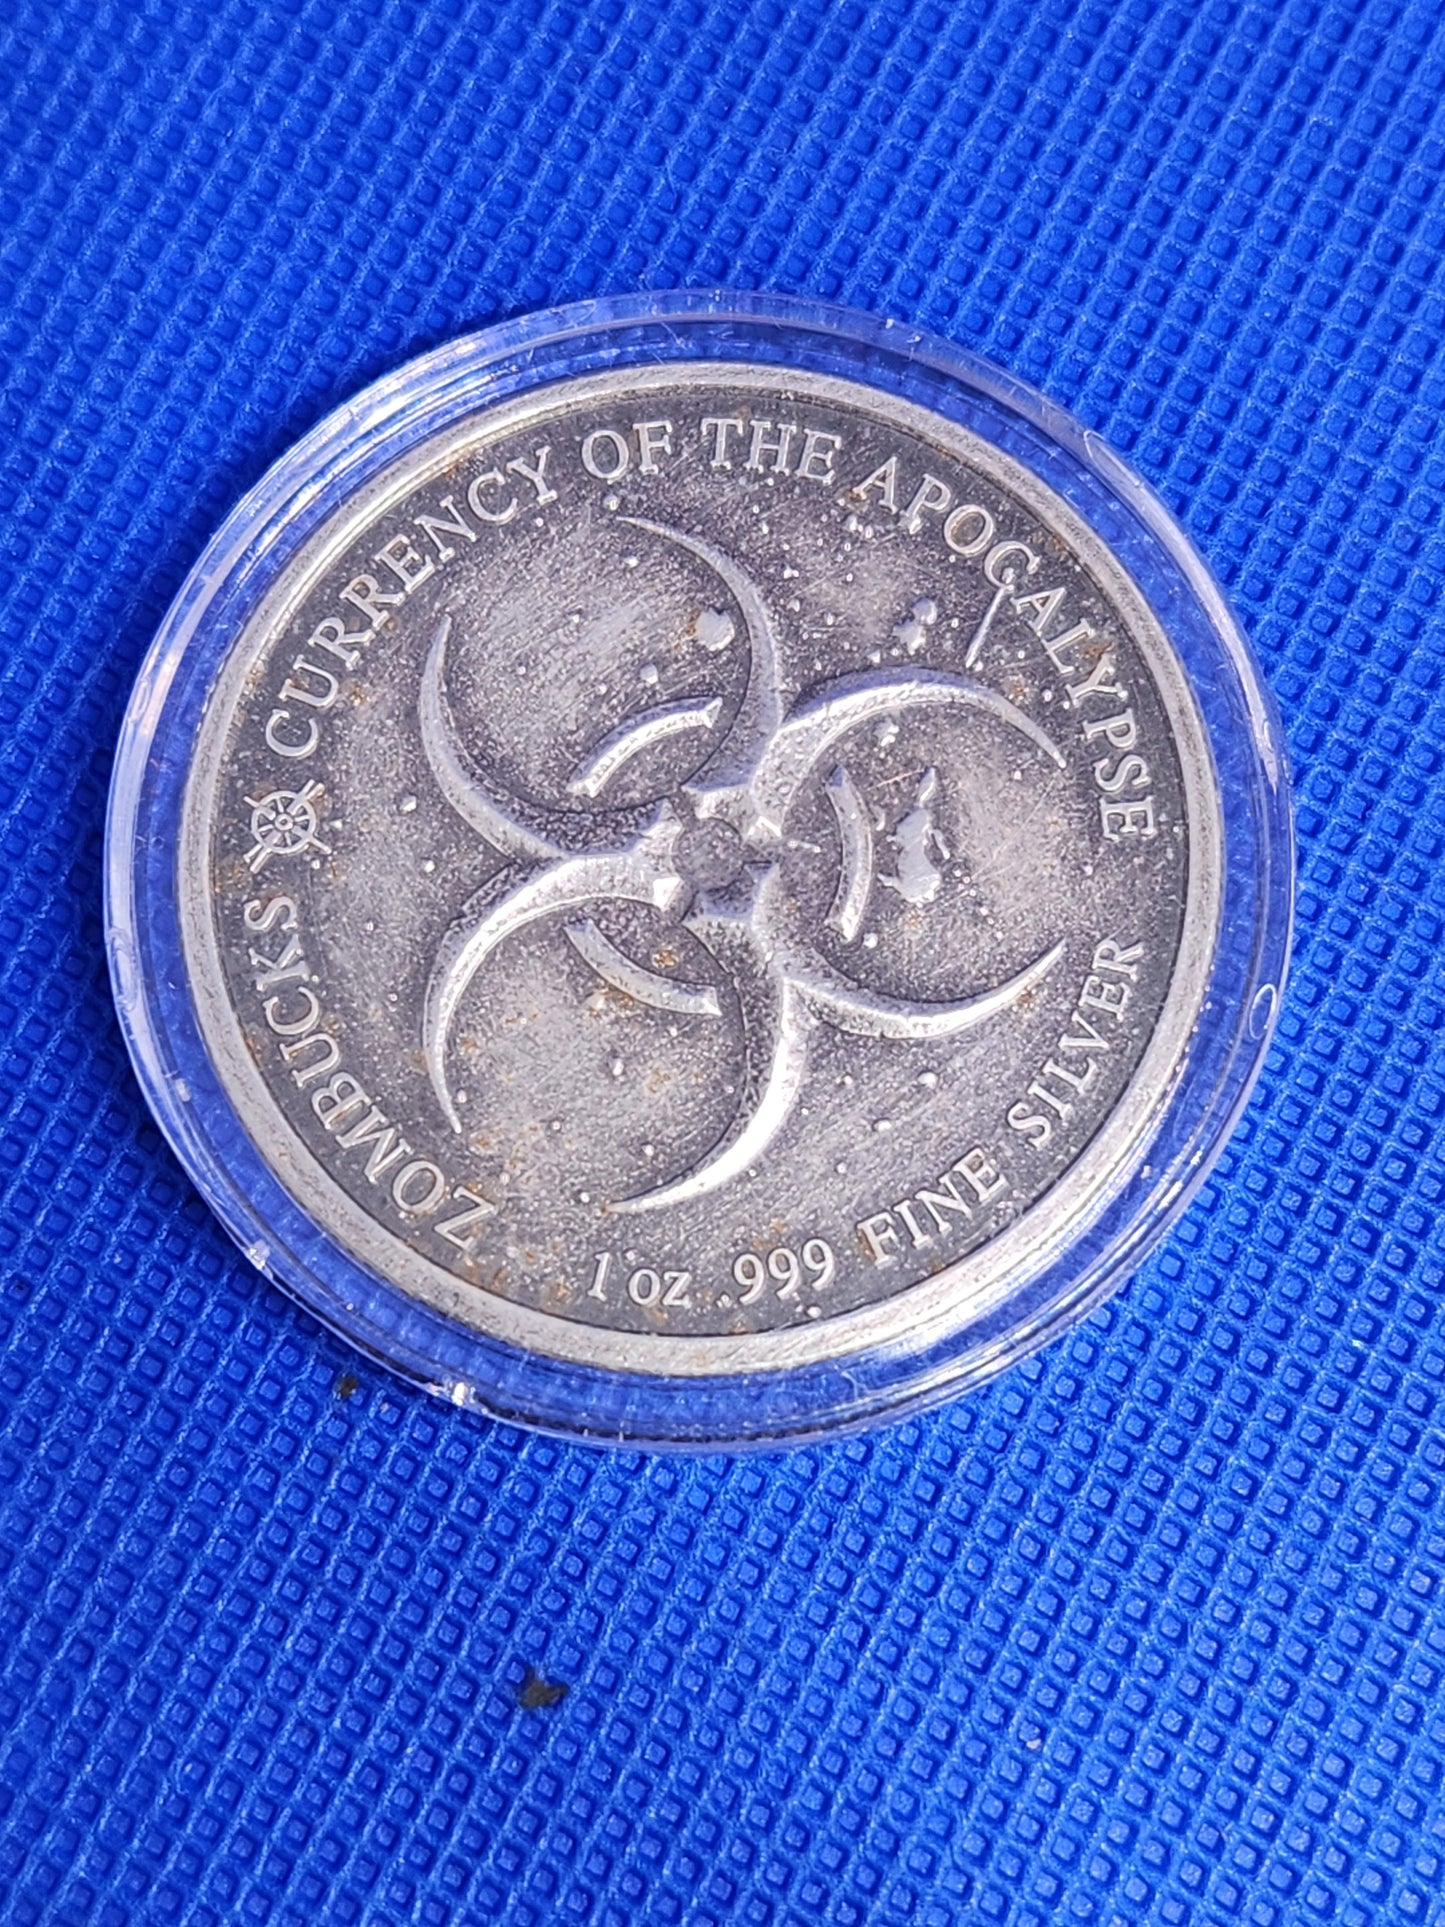 ZOMBUCKS
CURRENCY OF THE APOCALYPSE
1 oz .999 FINE SILVER